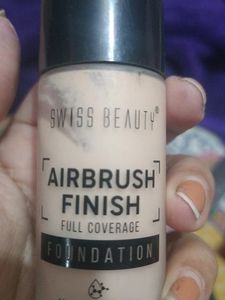 SWISS BEAUTY®
AIRBRUSH
FINISH
FULL COVERAGE
FOUNDATION